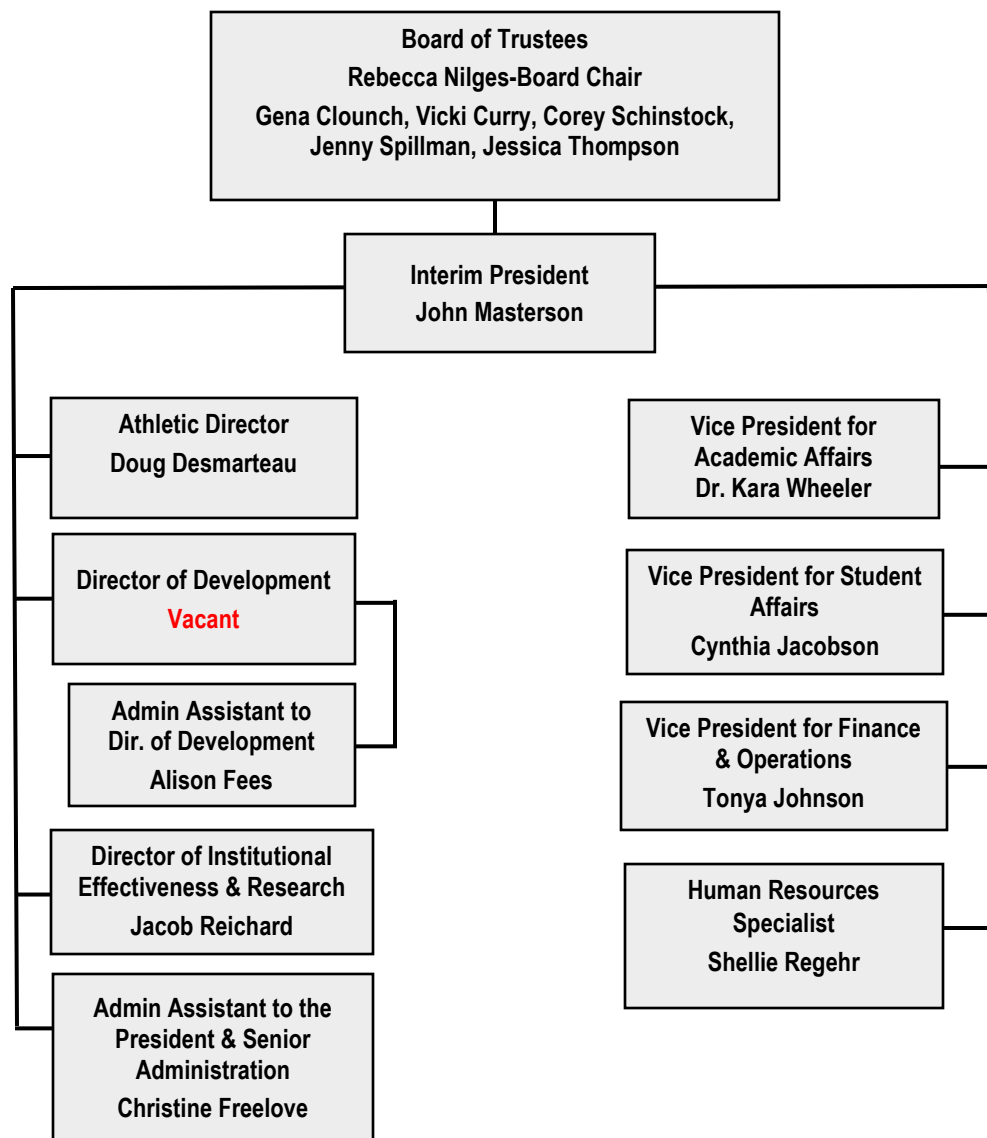 Board of Trustees
Rebecca Nilges-Board Chair
Gena Clounch, Vicki Curry, Corey Schinstock,
Jenny Spillman, Jessica Thompson
Interim President
John Masterson
Athletic Director
Doug Desmarteau
Director of Development
Vacant
Admin Assistant to
Dir. of Development
Alison Fees
Director of Institutional
Effectiveness & Research
Jacob Reichard
Admin Assistant to the
President & Senior
Administration
Christine Freelove
Vice President for
Academic Affairs
Dr. Kara Wheeler
Vice President for Student
Affairs
Cynthia Jacobson
Vice President for Finance
& Operations
Tonya Johnson
Human Resources
Specialist
Shellie Regehr